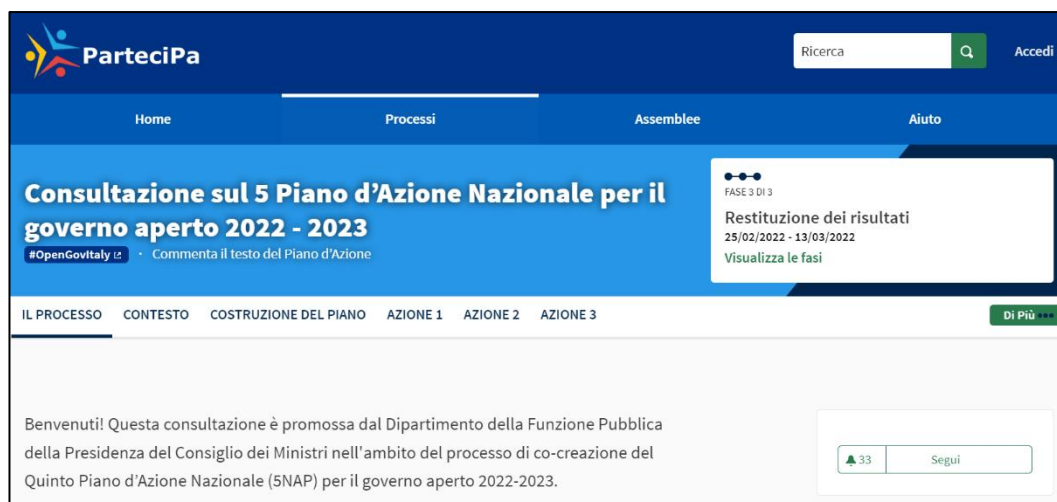 ParteciPa
Ricerca
Accedi
Home
Processi
Assemblee
Aiuto
Consultazione sul 5 Piano d'Azione Nazionale per il
governo aperto 2022 - 2023
#OpenGovItaly · Commenta il testo del Piano d'Azione
FASE 3 DI 3
Restituzione dei risultati
25/02/2022 - 13/03/2022
Visualizza le fasi
IL PROCESSO CONTESTO COSTRUZIONE DEL PIANO AZIONE 1 AZIONE 2 AZIONE 3
Di Più
Benvenuti! Questa consultazione è promossa dal Dipartimento della Funzione Pubblica
della Presidenza del Consiglio dei Ministri nell'ambito del processo di co-creazione del
Quinto Piano d'Azione Nazionale (5NAP) per il governo aperto 2022-2023.
33 Segui